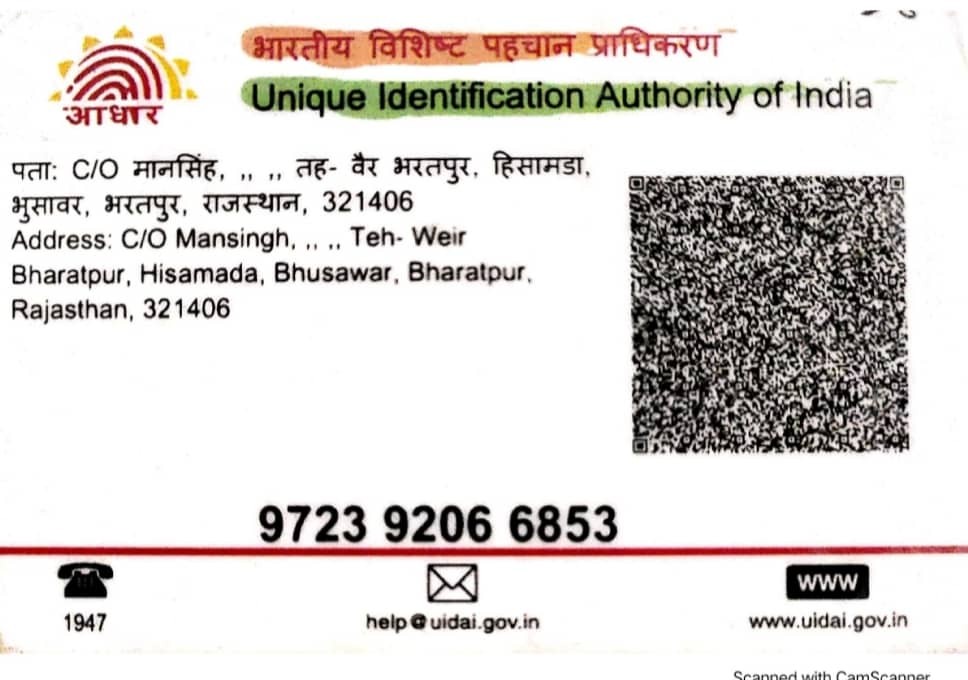 आधार
भारतीय विशिष्ट पहचान प्राधिकरण
Unique Identification Authority of India
पता: C/O मानसिंह, ,, ,, तह- वैर भरतपुर, हिसामडा,
भुसावर, भरतपुर, राजस्थान, 321406
Address: C/O Mansingh, ,, ,, Teh- Weir
Bharatpur, Hisamada, Bhusawar, Bharatpur,
Rajasthan, 321406
9723 9206 6853
1947
help@uidai.gov.in
www
www.uidai.gov.in
Scanned with CamScanner